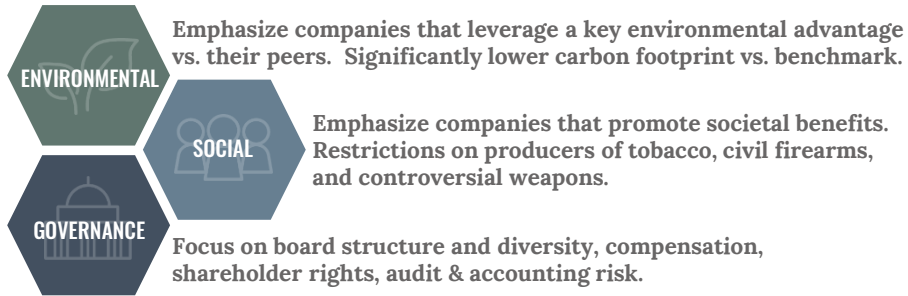 ENVIRONMENTAL
Emphasize companies that leverage a key environmental advantage
vs. their peers.  Significantly lower carbon footprint vs. benchmark.
SOCIAL
Emphasize companies that promote societal benefits.
Restrictions on producers of tobacco, civil firearms,
and controversial weapons.
GOVERNANCE
Focus on board structure and diversity, compensation,
shareholder rights, audit & accounting risk.